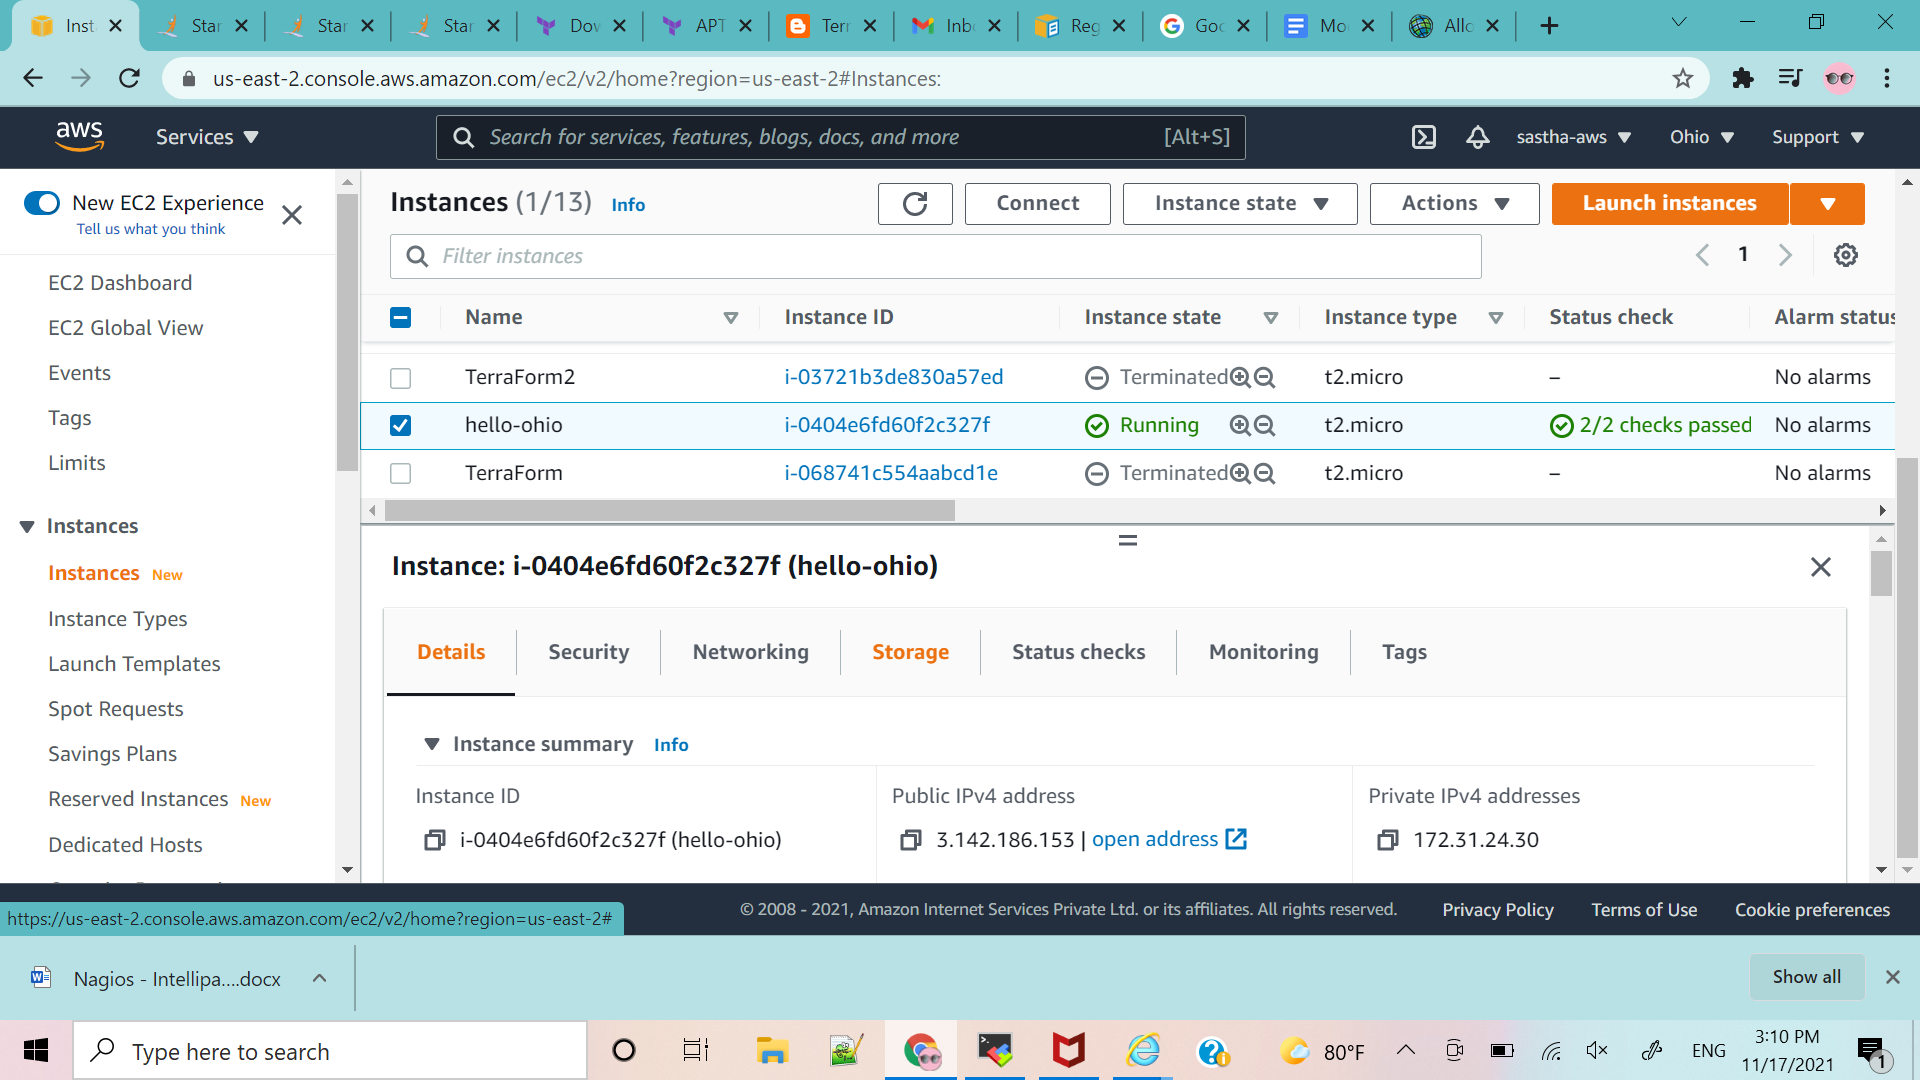 Inst
Star
Star
Star
Dov
APT
Terr
Inb
Reg
Goo
Mo
Allo
us-east-2.console.aws.amazon.com/ec2/v2/home?region=us-east-2#Instances:
aws
Services
Search for services, features, blogs, docs, and more
[Alt+S]
sastha-aws
Ohio
Support
New EC2 Experience
Tell us what you think
EC2 Dashboard
EC2 Global View
Events
Tags
Limits
Instances
Instances New
Instance Types
Launch Templates
Spot Requests
Savings Plans
Reserved Instances New
Dedicated Hosts
Instances (1/13) Info
Connect
Instance state
Actions
Launch instances
Filter instances
1
Name Instance ID Instance state Instance type Status check Alarm status
TerraForm2 i-03721b3de830a57ed Terminated t2.micro – No alarms
hello-ohio i-0404e6fd60f2c327f Running t2.micro 2/2 checks passed No alarms
TerraForm i-068741c554aabcd1e Terminated t2.micro – No alarms
Instance: i-0404e6fd60f2c327f (hello-ohio)
Details Security Networking Storage Status checks Monitoring Tags
Instance summary Info
Instance ID
i-0404e6fd60f2c327f (hello-ohio)
Public IPv4 address
3.142.186.153 | open address
Private IPv4 addresses
172.31.24.30
https://us-east-2.console.aws.amazon.com/ec2/v2/home?region=us-east-2#
© 2008 - 2021, Amazon Internet Services Private Ltd. or its affiliates. All rights reserved.
Privacy Policy Terms of Use Cookie preferences
Nagios - Intellipa....docx
Show all
Type here to search
80°F
ENG
3:10 PM
11/17/2021
1